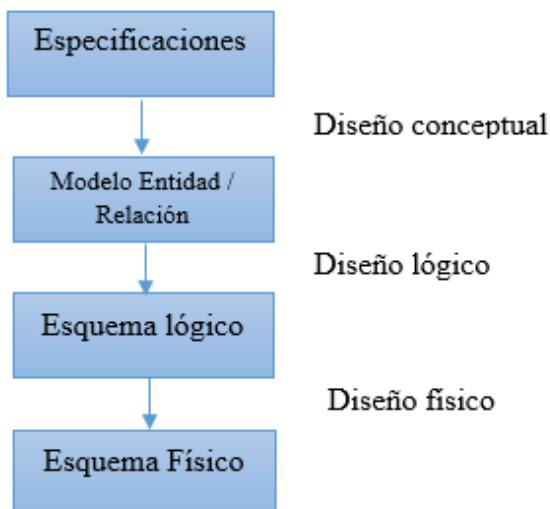 Especificaciones
Diseño conceptual
Modelo Entidad /
Relación
Diseño lógico
Esquema lógico
Diseño físico
Esquema Físico